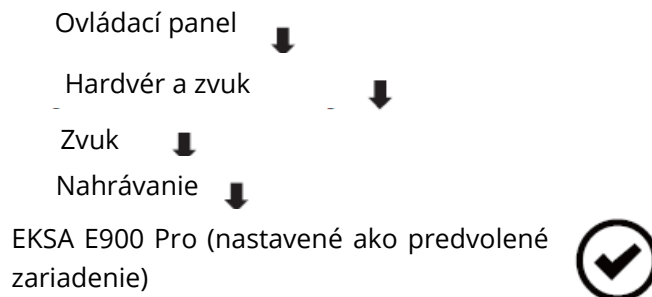 Ovládací panel
Hardvér a zvuk
Zvuk
Nahrávanie
EKSA E900 Pro (nastavené ako predvolené
zariadenie)